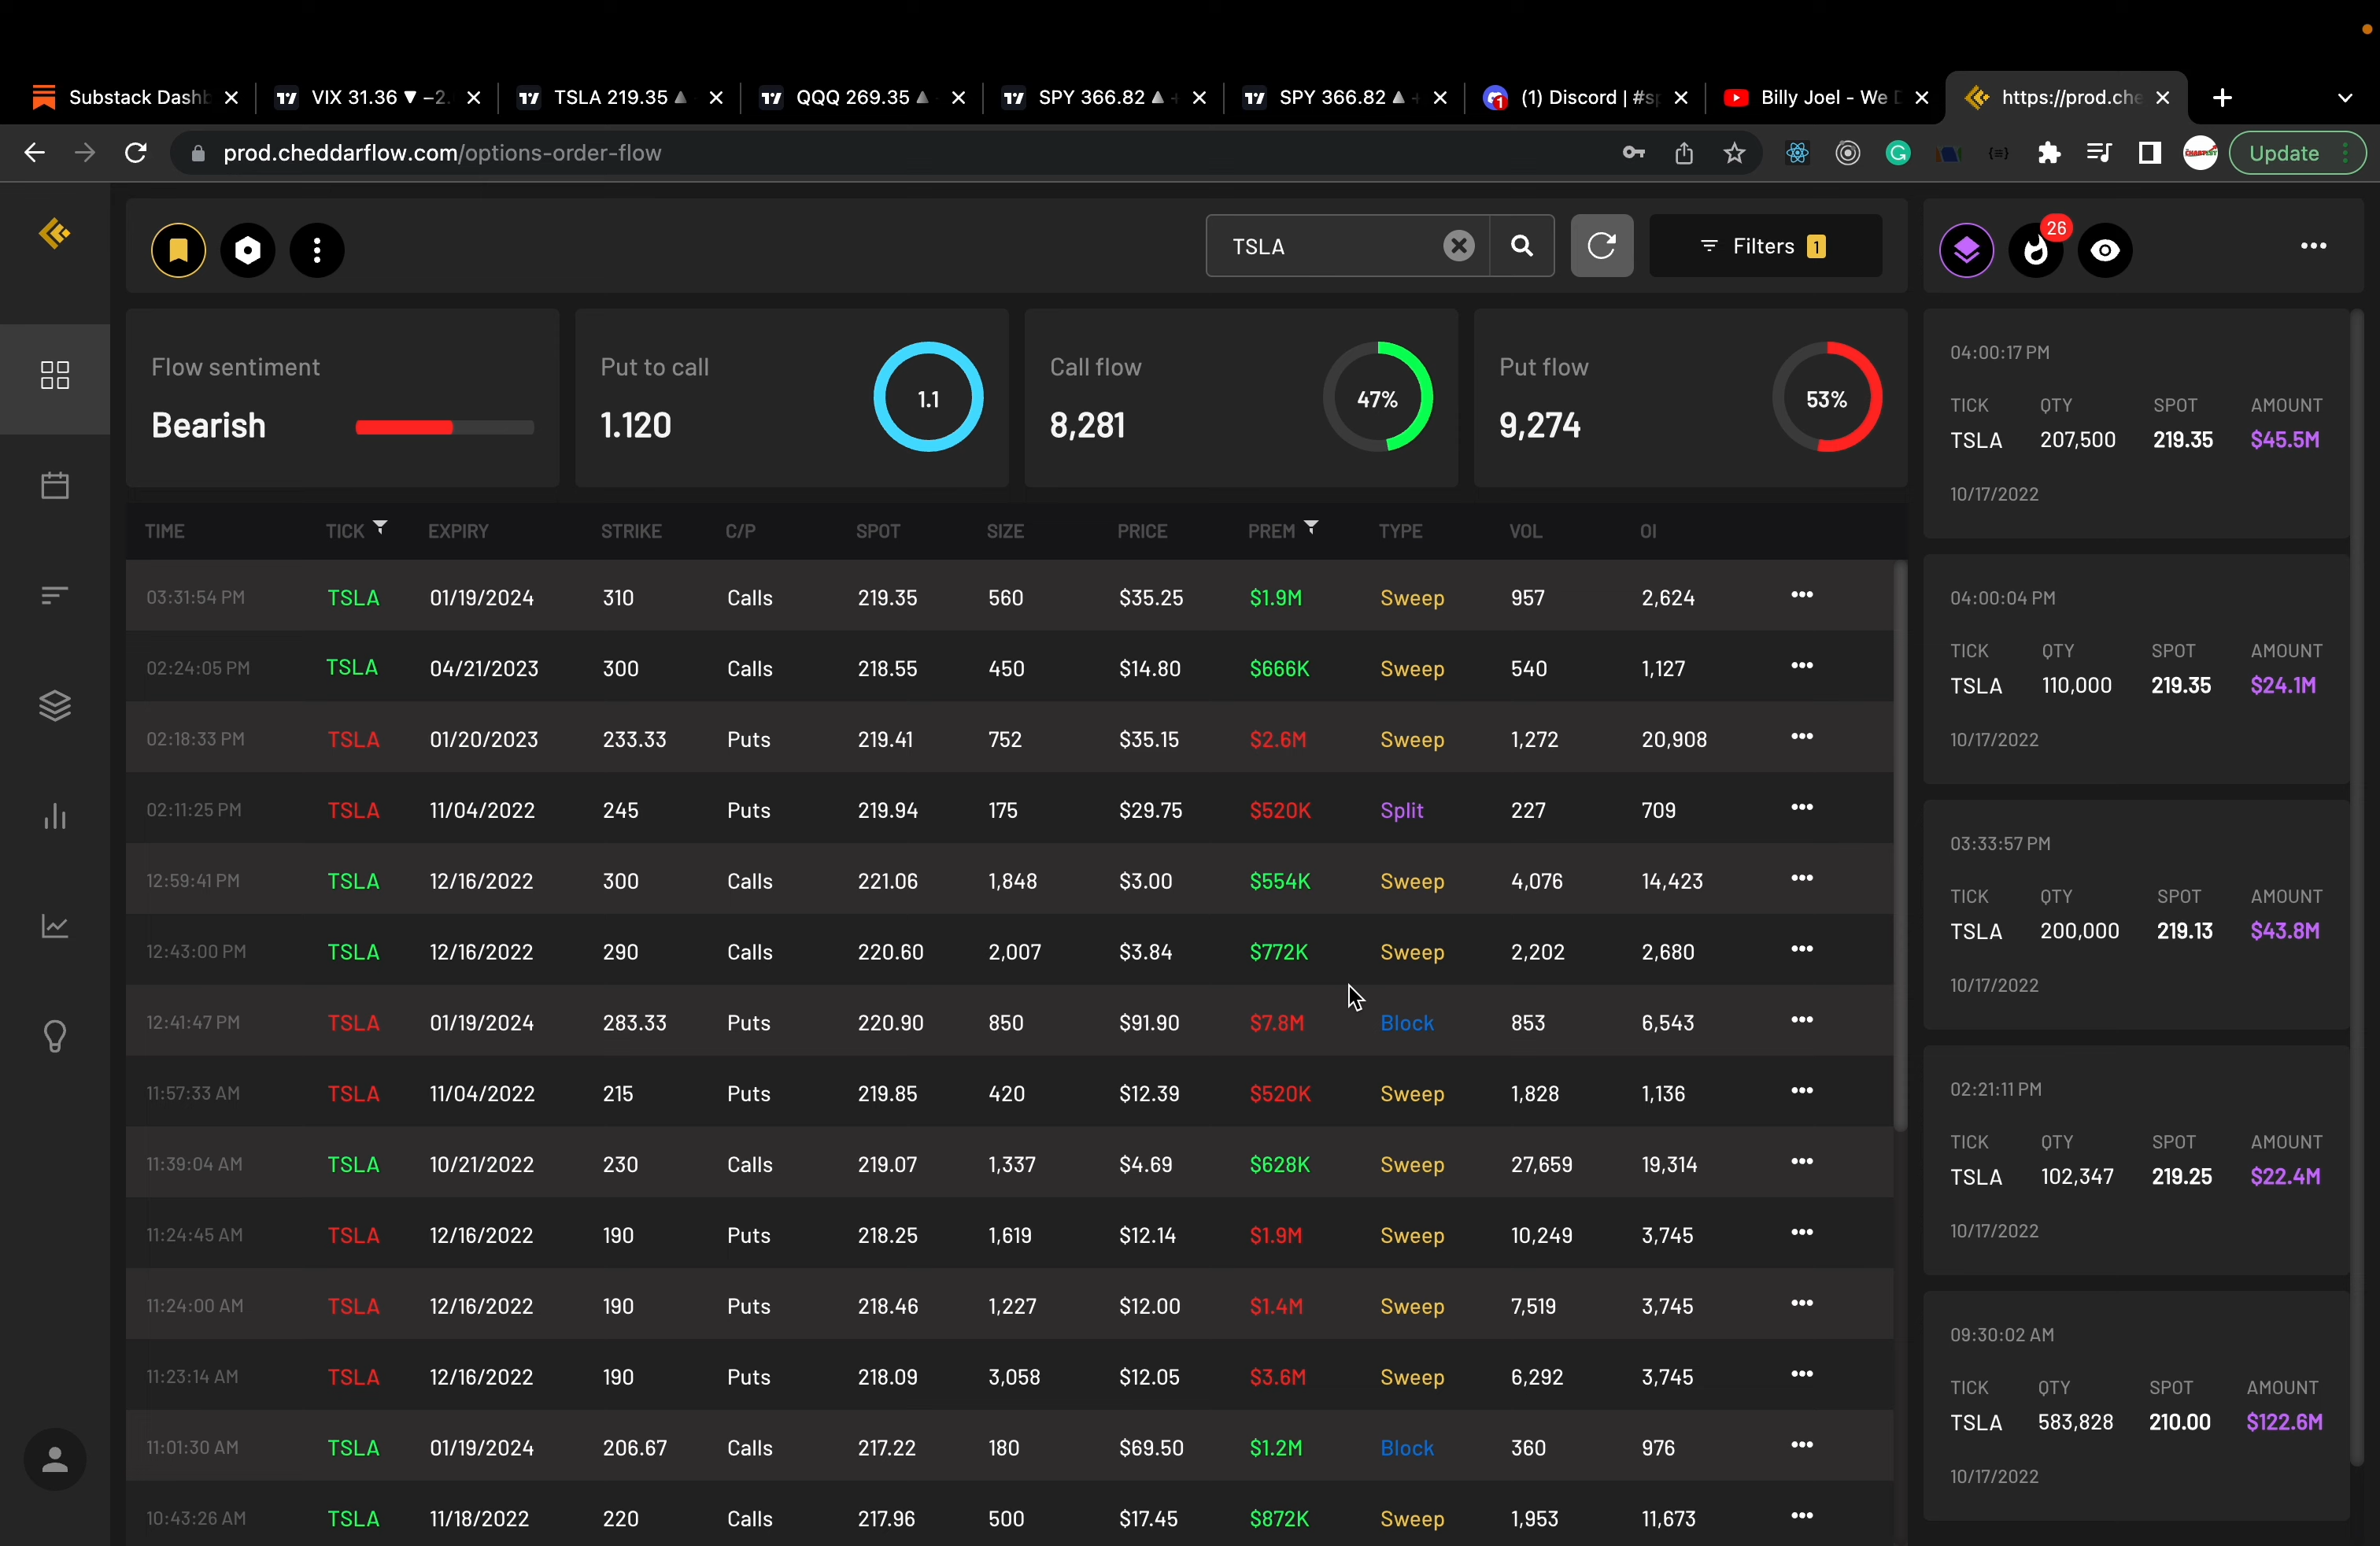 Substack Dashb
VIX 31.36 ▼ −2.
TSLA 219.35 ▲
QQQ 269.35 ▲
SPY 366.82 ▲ +
SPY 366.82 ▲ +
(1) Discord | #sp
Billy Joel - We D
https://prod.che
prod.cheddarflow.com/options-order-flow
Update
TSLA
Filters 1
26
Flow sentiment
Bearish
Put to call
1.120
1.1
Call flow
8,281
47%
Put flow
9,274
53%
TIME TICK EXPIRY STRIKE C/P SPOT SIZE PRICE PREM TYPE VOL OI
03:31:54 PM TSLA 01/19/2024 310 Calls 219.35 560 $35.25 $1.9M Sweep 957 2,624
02:24:05 PM TSLA 04/21/2023 300 Calls 218.55 450 $14.80 $666K Sweep 540 1,127
02:18:33 PM TSLA 01/20/2023 233.33 Puts 219.41 752 $35.15 $2.6M Sweep 1,272 20,908
02:11:25 PM TSLA 11/04/2022 245 Puts 219.94 175 $29.75 $520K Split 227 709
12:59:41 PM TSLA 12/16/2022 300 Calls 221.06 1,848 $3.00 $554K Sweep 4,076 14,423
12:43:00 PM TSLA 12/16/2022 290 Calls 220.60 2,007 $3.84 $772K Sweep 2,202 2,680
12:41:47 PM TSLA 01/19/2024 283.33 Puts 220.90 850 $91.90 $7.8M Block 853 6,543
11:57:33 AM TSLA 11/04/2022 215 Puts 219.85 420 $12.39 $520K Sweep 1,828 1,136
11:39:04 AM TSLA 10/21/2022 230 Calls 219.07 1,337 $4.69 $628K Sweep 27,659 19,314
11:24:45 AM TSLA 12/16/2022 190 Puts 218.25 1,619 $12.14 $1.9M Sweep 10,249 3,745
11:24:00 AM TSLA 12/16/2022 190 Puts 218.46 1,227 $12.00 $1.4M Sweep 7,519 3,745
11:23:14 AM TSLA 12/16/2022 190 Puts 218.09 3,058 $12.05 $3.6M Sweep 6,292 3,745
11:01:30 AM TSLA 01/19/2024 206.67 Calls 217.22 180 $69.50 $1.2M Block 360 976
10:43:26 AM TSLA 11/18/2022 220 Calls 217.96 500 $17.45 $872K Sweep 1,953 11,673
04:00:17 PM
TICK QTY SPOT AMOUNT
TSLA 207,500 219.35 $45.5M
10/17/2022
04:00:04 PM
TICK QTY SPOT AMOUNT
TSLA 110,000 219.35 $24.1M
10/17/2022
03:33:57 PM
TICK QTY SPOT AMOUNT
TSLA 200,000 219.13 $43.8M
10/17/2022
02:21:11 PM
TICK QTY SPOT AMOUNT
TSLA 102,347 219.25 $22.4M
10/17/2022
09:30:02 AM
TICK QTY SPOT AMOUNT
TSLA 583,828 210.00 $122.6M
10/17/2022